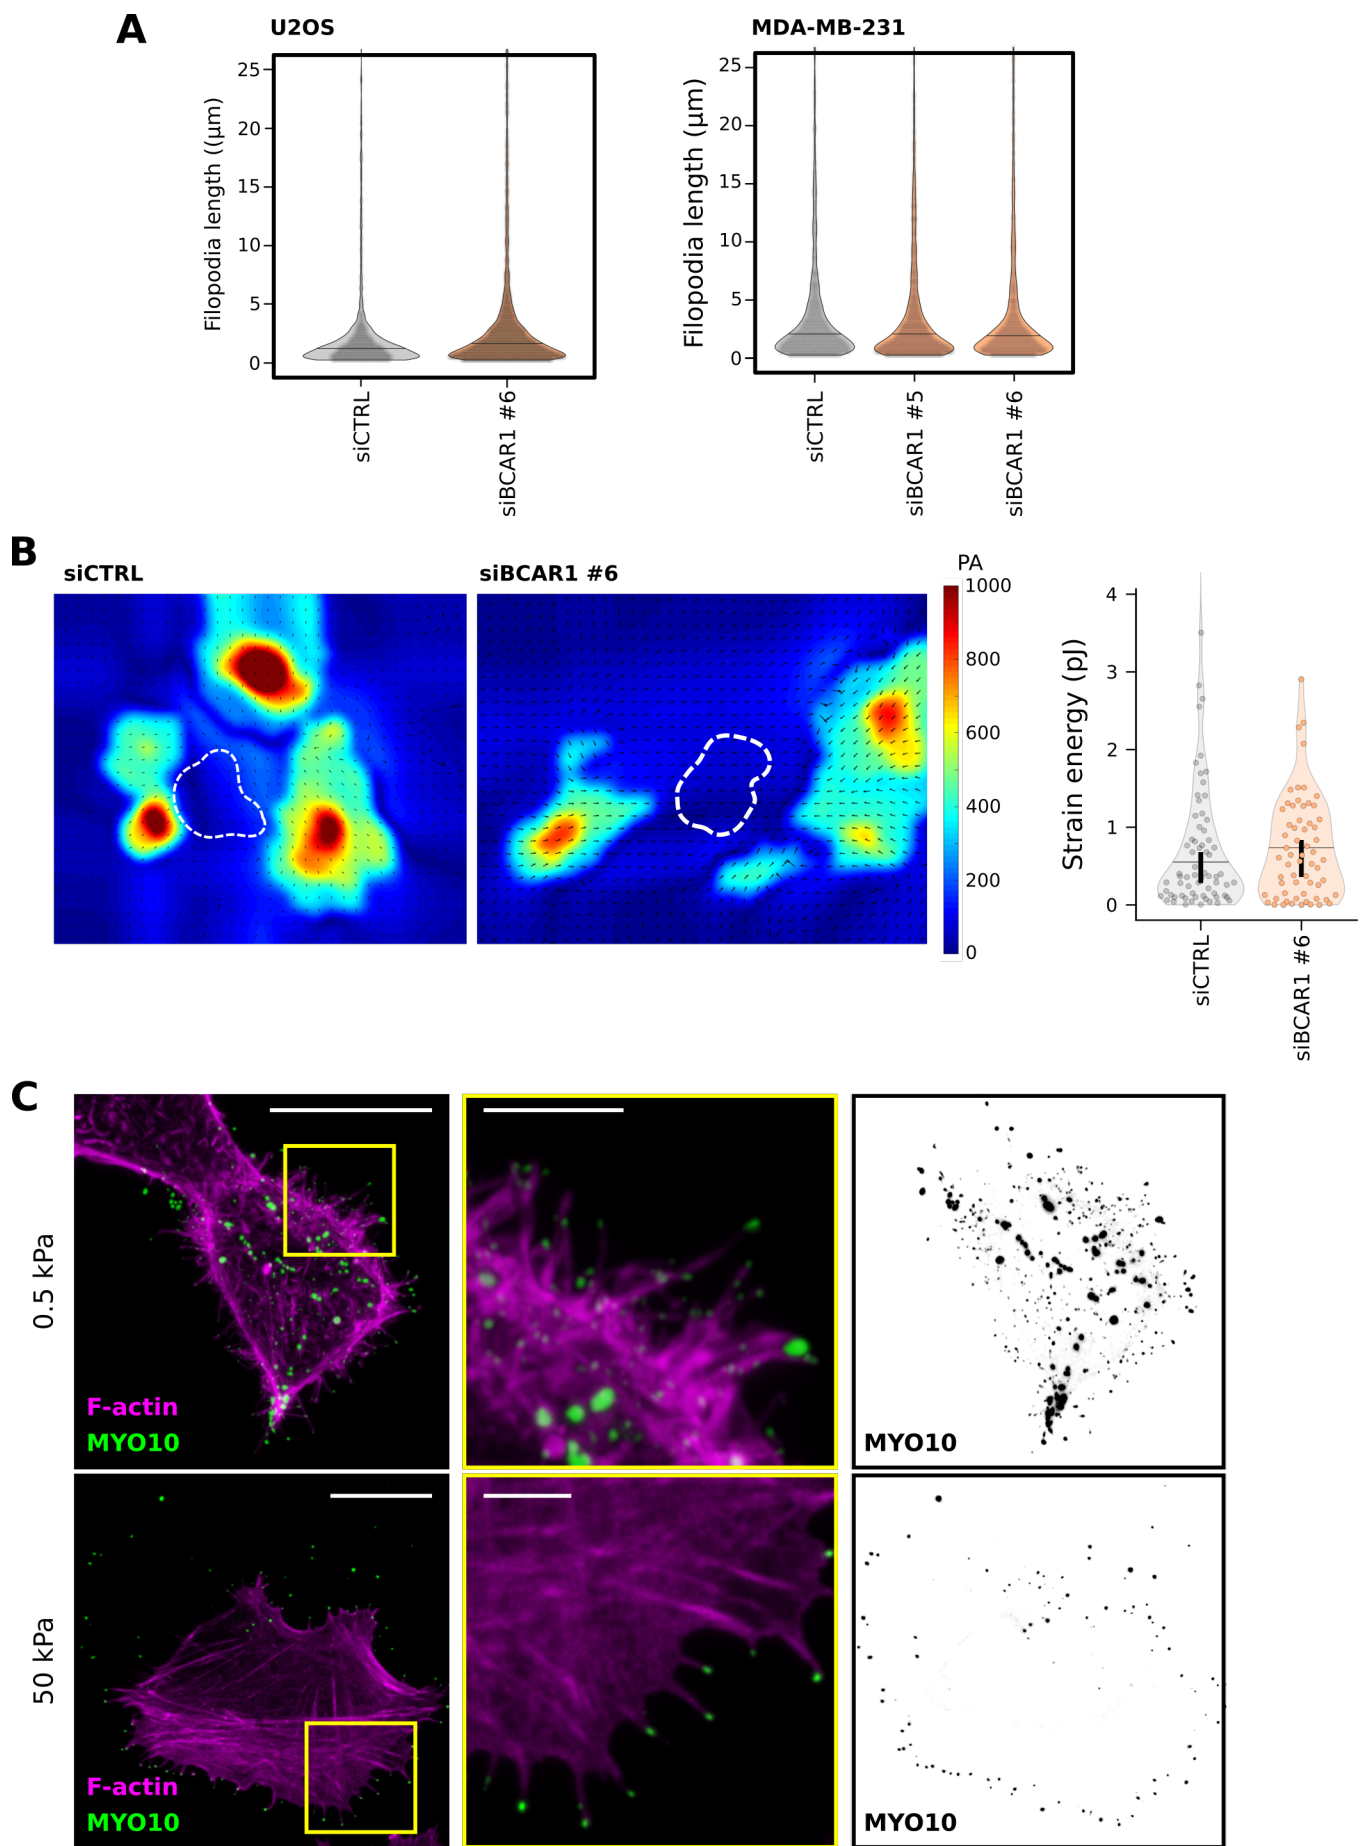 A
U2OS
MDA-MB-231
Filopodia length ((μm)
25
20
15
10
5
0
siCTRL
siBCAR1 #6
Filopodia length (μm)
25
20
15
10
5
0
siCTRL
siBCAR1 #5
siBCAR1 #6
B
siCTRL
siBCAR1 #6
PA
1000
800
600
400
200
0
Strain energy (pJ)
4
3
2
1
0
siCTRL
siBCAR1 #6
C
0.5 kPa
F-actin
MYO10
MYO10
50 kPa
F-actin
MYO10
MYO10